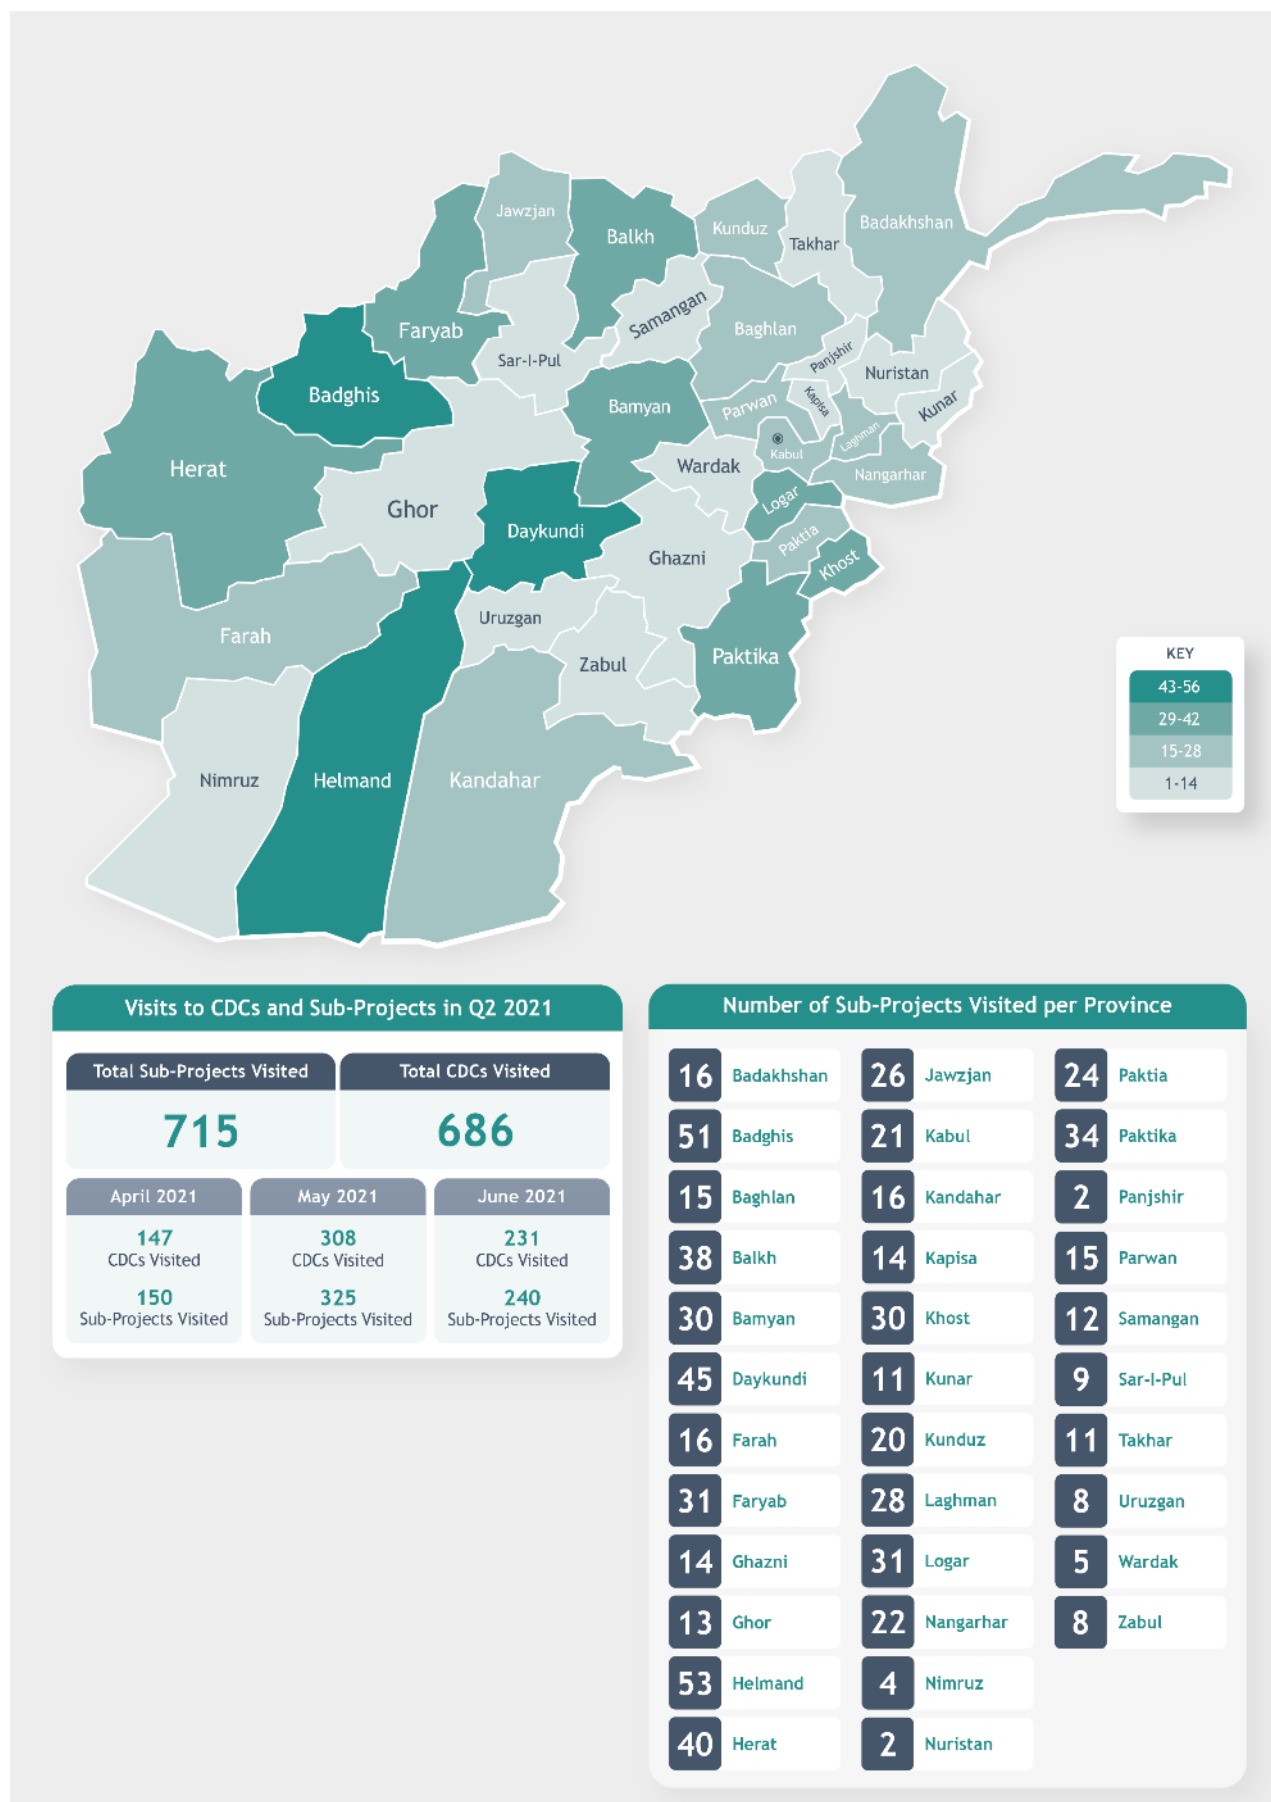 Jawzjan
Balkh
Kunduz
Takhar
Badakhshan
Samangan
Faryab
Baghlan
Sar-I-Pul
Panjshir
Nuristan
Badghis
Bamyan
Parwan
Kapisa
Kunar
Laghman
Kabul
Herat
Wardak
Nangarhar
Ghor
Logar
Daykundi
Paktia
Ghazni
Khost
Uruzgan
Farah
Zabul
Paktika
Nimruz
Helmand
Kandahar
KEY
43-56
29-42
15-28
1-14
Visits to CDCs and Sub-Projects in Q2 2021
Total Sub-Projects Visited
715
Total CDCs Visited
686
April 2021
147
CDCs Visited
150
Sub-Projects Visited
May 2021
308
CDCs Visited
325
Sub-Projects Visited
June 2021
231
CDCs Visited
240
Sub-Projects Visited
Number of Sub-Projects Visited per Province
16 Badakhshan
51 Badghis
15 Baghlan
38 Balkh
30 Bamyan
45 Daykundi
16 Farah
31 Faryab
14 Ghazni
13 Ghor
53 Helmand
40 Herat
26 Jawzjan
21 Kabul
16 Kandahar
14 Kapisa
30 Khost
11 Kunar
20 Kunduz
28 Laghman
31 Logar
22 Nangarhar
4 Nimruz
2 Nuristan
24 Paktia
34 Paktika
2 Panjshir
15 Parwan
12 Samangan
9 Sar-I-Pul
11 Takhar
8 Uruzgan
5 Wardak
8 Zabul